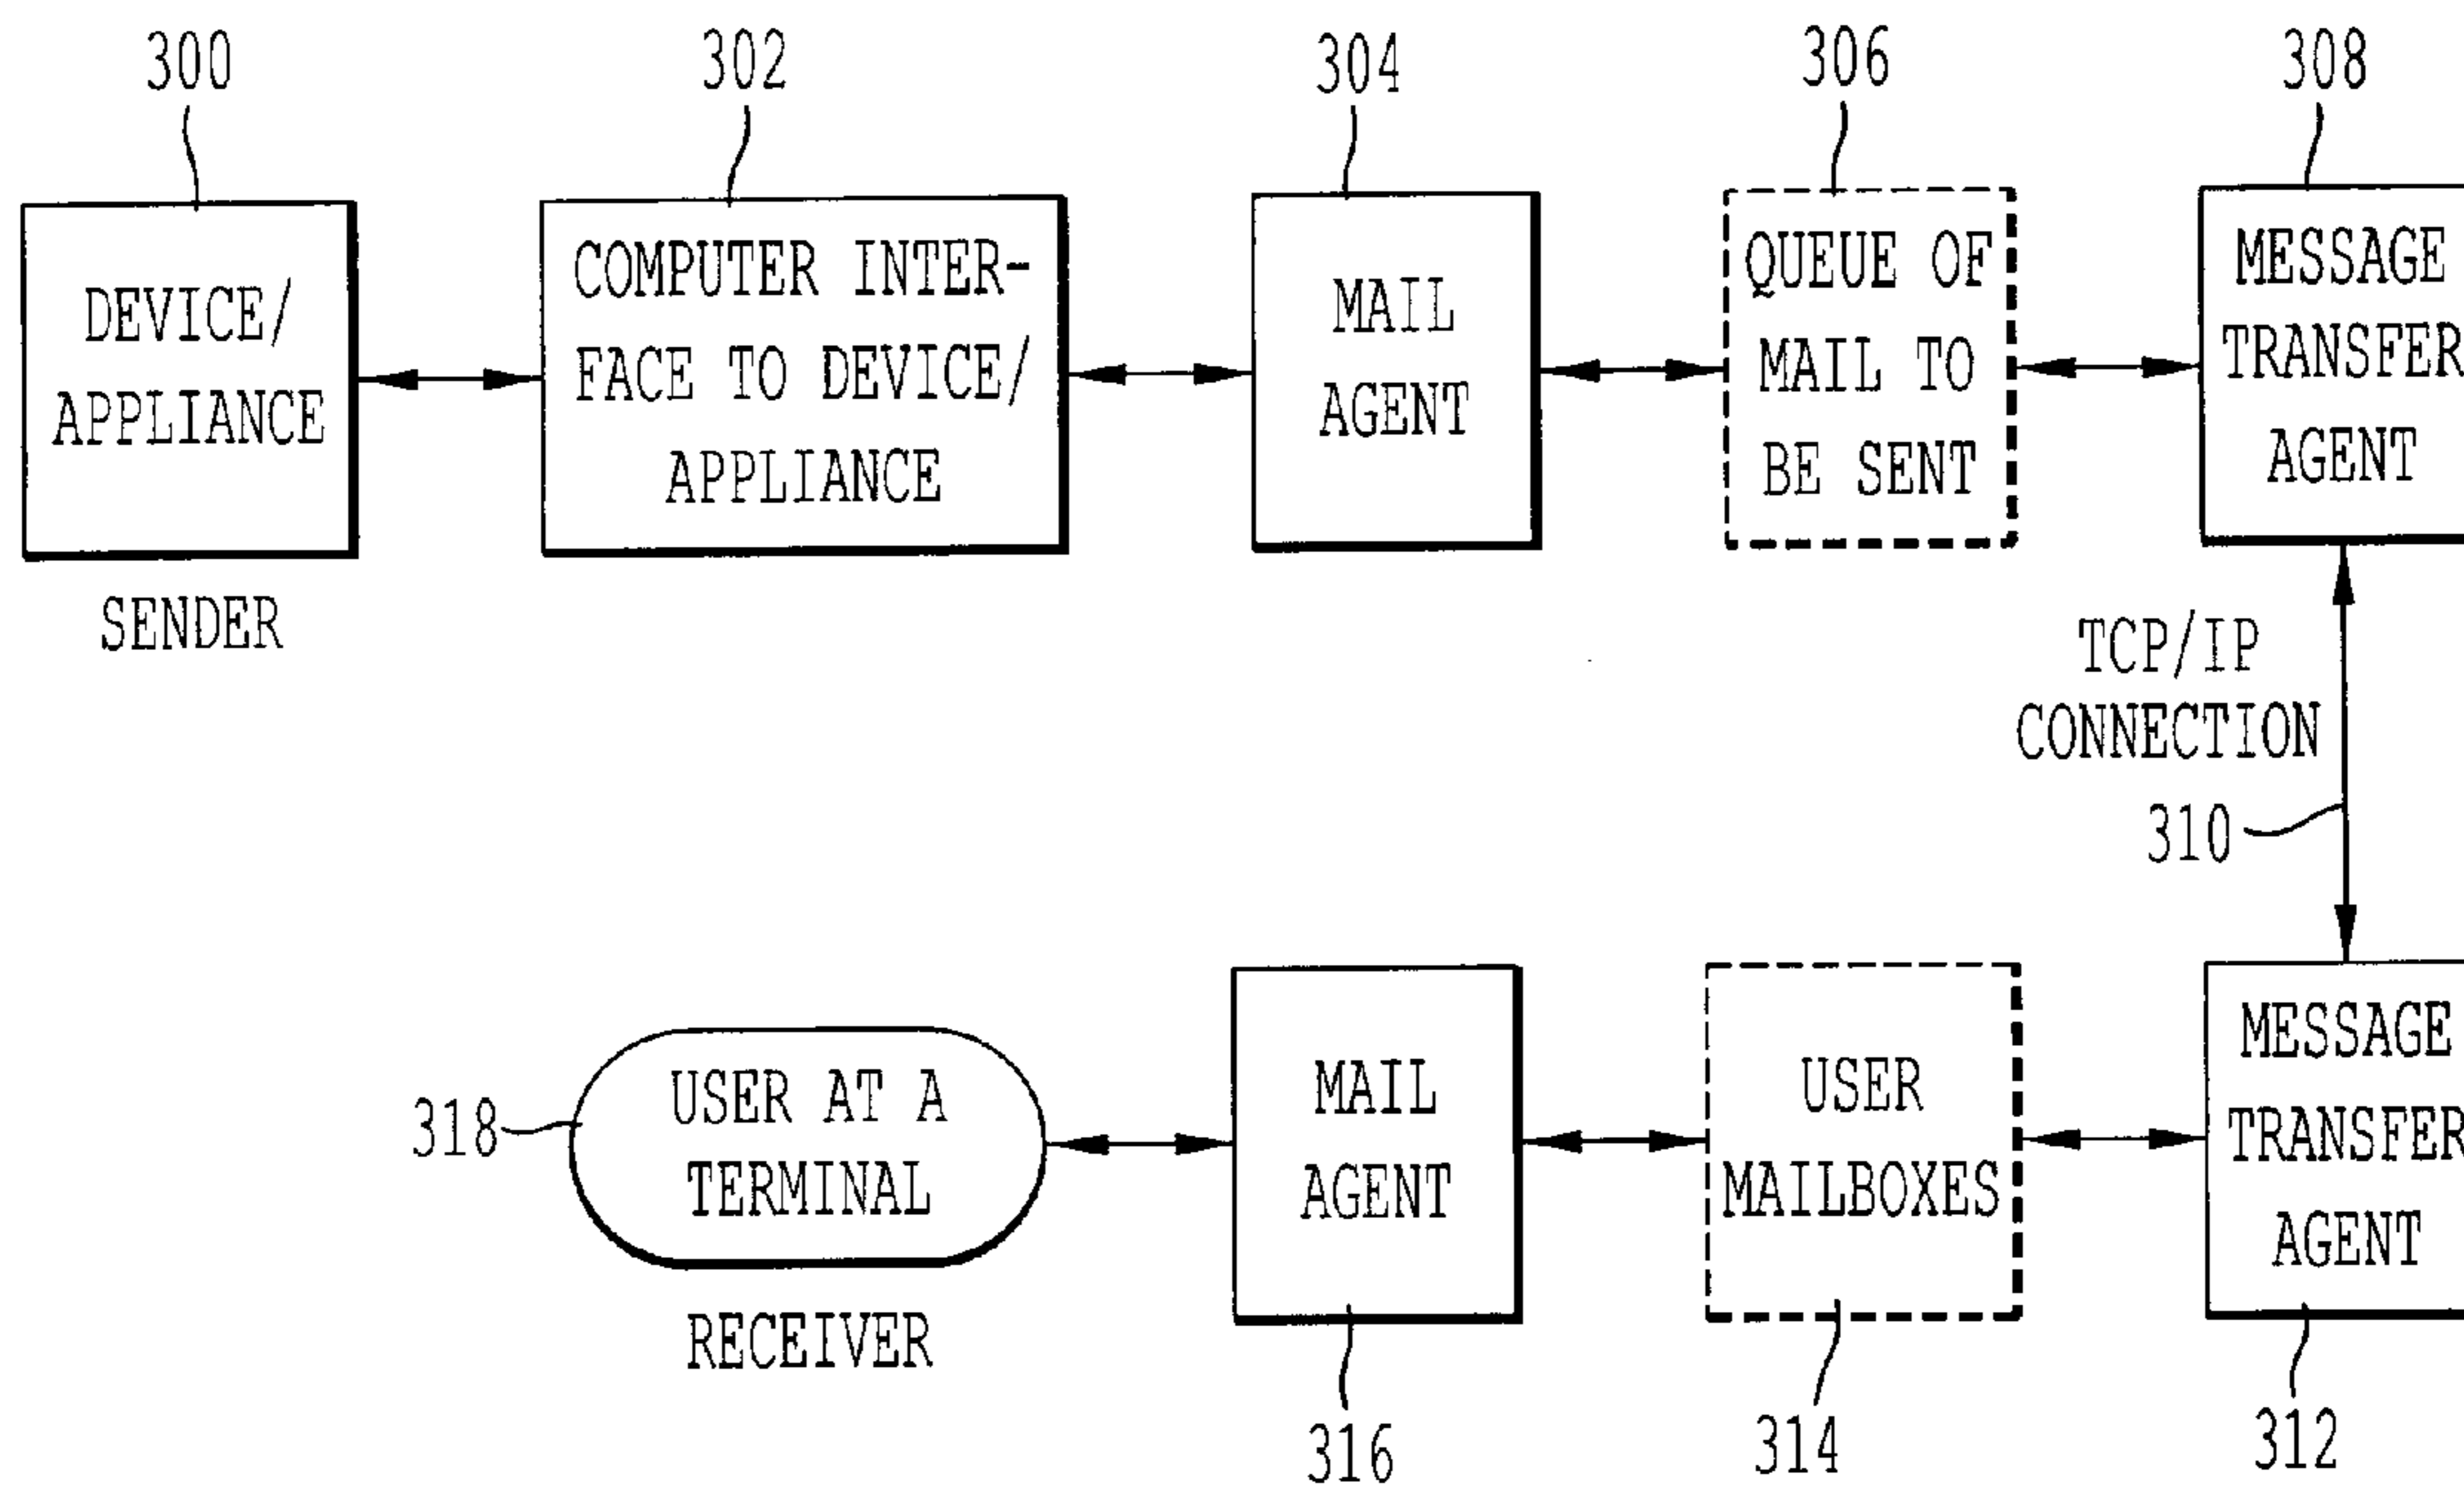 300
302
304
306
308
DEVICE/
APPLIANCE
COMPUTER INTER-
FACE TO DEVICE/
APPLIANCE
MAIL
AGENT
QUEUE OF
MAIL TO
BE SENT
MESSAGE
TRANSFER
AGENT
SENDER
TCP/IP
CONNECTION
310
318
USER AT A
TERMINAL
RECEIVER
MAIL
AGENT
USER
MAILBOXES
MESSAGE
TRANSFER
AGENT
316
314
312